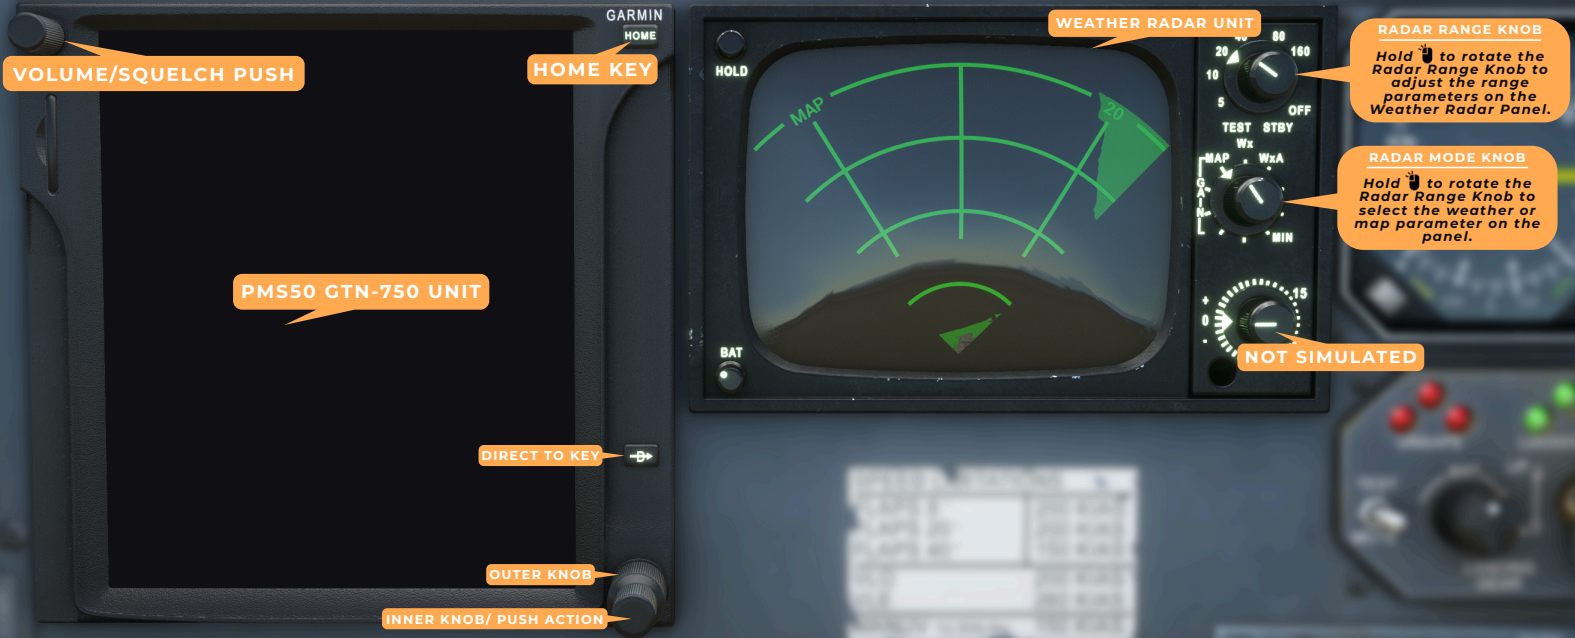 GARMIN
HOME
VOLUME/SQUELCH PUSH
HOME KEY
PMS50 GTN-750 UNIT
DIRECT TO KEY
D
OUTER KNOB
INNER KNOB/ PUSH ACTION
WEATHER RADAR UNIT
HOLD
MAP
20
BAT
40
80
20
160
10
5
OFF
TEST
STBY
Wx
MAP
WxA
GAIN
MIN
+
15
0
-
NOT SIMULATED
RADAR RANGE KNOB
Hold to rotate the
Radar Range Knob to
adjust the range
parameters on the
Weather Radar Panel.
RADAR MODE KNOB
Hold to rotate the
Radar Range Knob to
select the weather or
map parameter on the
panel.
SPEED LIMITATIONS